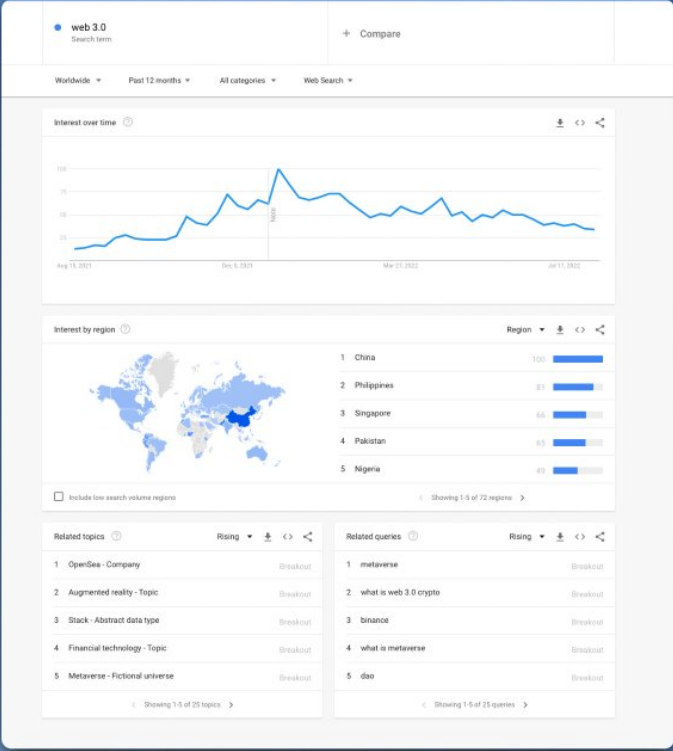 web 3.0
Search term
+ Compare
Worldwide Past 12 months All categories Web Search
Interest over time
100
75
50
25
Note
Aug 15, 2021 Dec 5, 2021 Mar 27, 2022 Jul 17, 2022
Interest by region Region
1 China 100
2 Philippines 81
3 Singapore 66
4 Pakistan 65
5 Nigeria 49
Include low search volume regions
Showing 1-5 of 72 regions
Related topics Rising
1 OpenSea - Company Breakout
2 Augmented reality - Topic Breakout
3 Stack - Abstract data type Breakout
4 Financial technology - Topic Breakout
5 Metaverse - Fictional universe Breakout
Showing 1-5 of 25 topics
Related queries Rising
1 metaverse Breakout
2 what is web 3.0 crypto Breakout
3 binance Breakout
4 what is metaverse Breakout
5 dao Breakout
Showing 1-5 of 25 queries